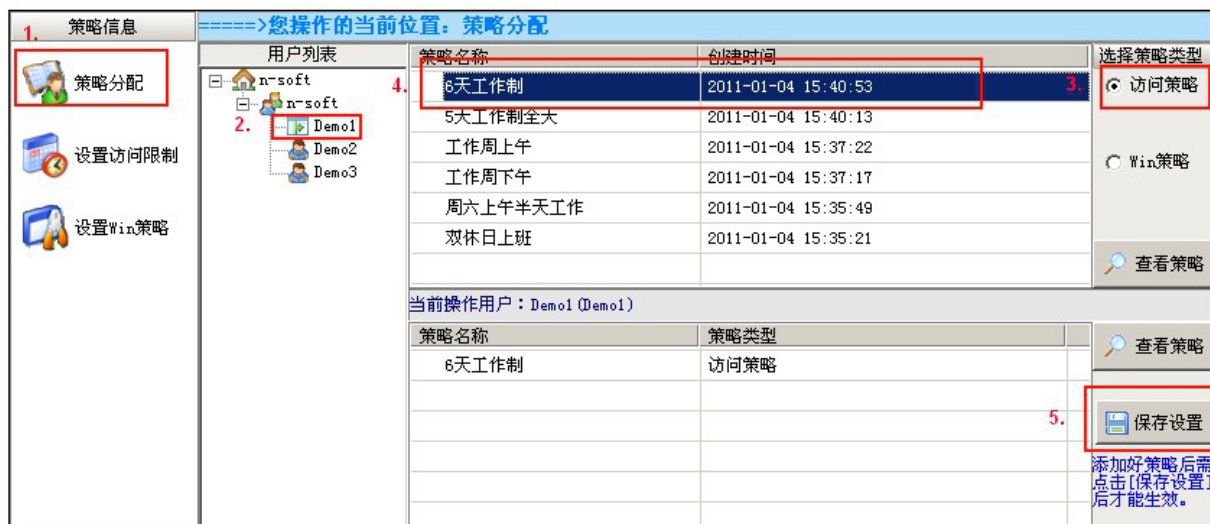 策略信息
1.
策略分配
设置访问限制
设置Win策略
=====>您操作的当前位置：策略分配
用户列表
n-soft
n-soft
2.
Demo1
Demo2
Demo3
策略名称 创建时间
4.
6天工作制 2011-01-04 15:40:53
5天工作制全天 2011-01-04 15:40:13
工作周上午 2011-01-04 15:37:22
工作周下午 2011-01-04 15:37:17
周六上午半天工作 2011-01-04 15:35:49
双休日上班 2011-01-04 15:35:21
选择策略类型
3.
访问策略
Win策略
查看策略
当前操作用户：Demo1(Demo1)
策略名称 策略类型
6天工作制 访问策略
查看策略
5.
保存设置
添加好策略后需
点击[保存设置]
后才能生效。